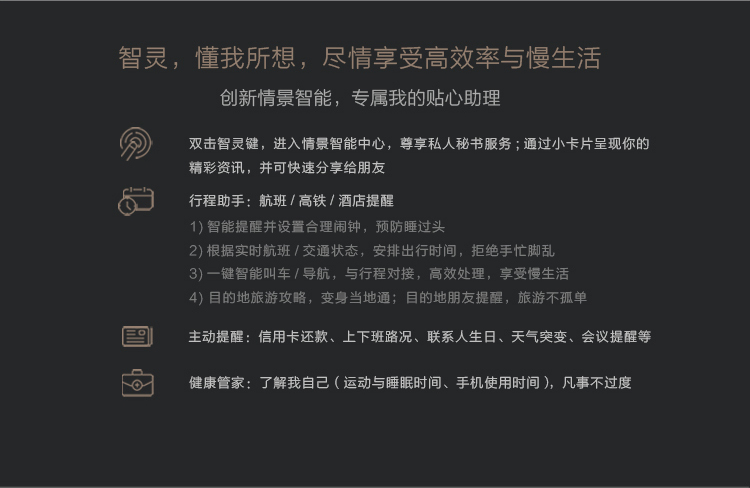 智灵，懂我所想，尽情享受高效率与慢生活
创新情景智能，专属我的贴心助理
双击智灵键，进入情景智能中心，尊享私人秘书服务；通过小卡片呈现你的
精彩资讯，并可快速分享给朋友
行程助手：航班 / 高铁 / 酒店提醒
1) 智能提醒并设置合理闹钟，预防睡过头
2) 根据实时航班 / 交通状态，安排出行时间，拒绝手忙脚乱
3) 一键智能叫车 / 导航，与行程对接，高效处理，享受慢生活
4) 目的地旅游攻略，变身当地通；目的地朋友提醒，旅游不孤单
主动提醒：信用卡还款、上下班路况、联系人生日、天气突变、会议提醒等
健康管家：了解我自己（运动与睡眠时间、手机使用时间），凡事不过度